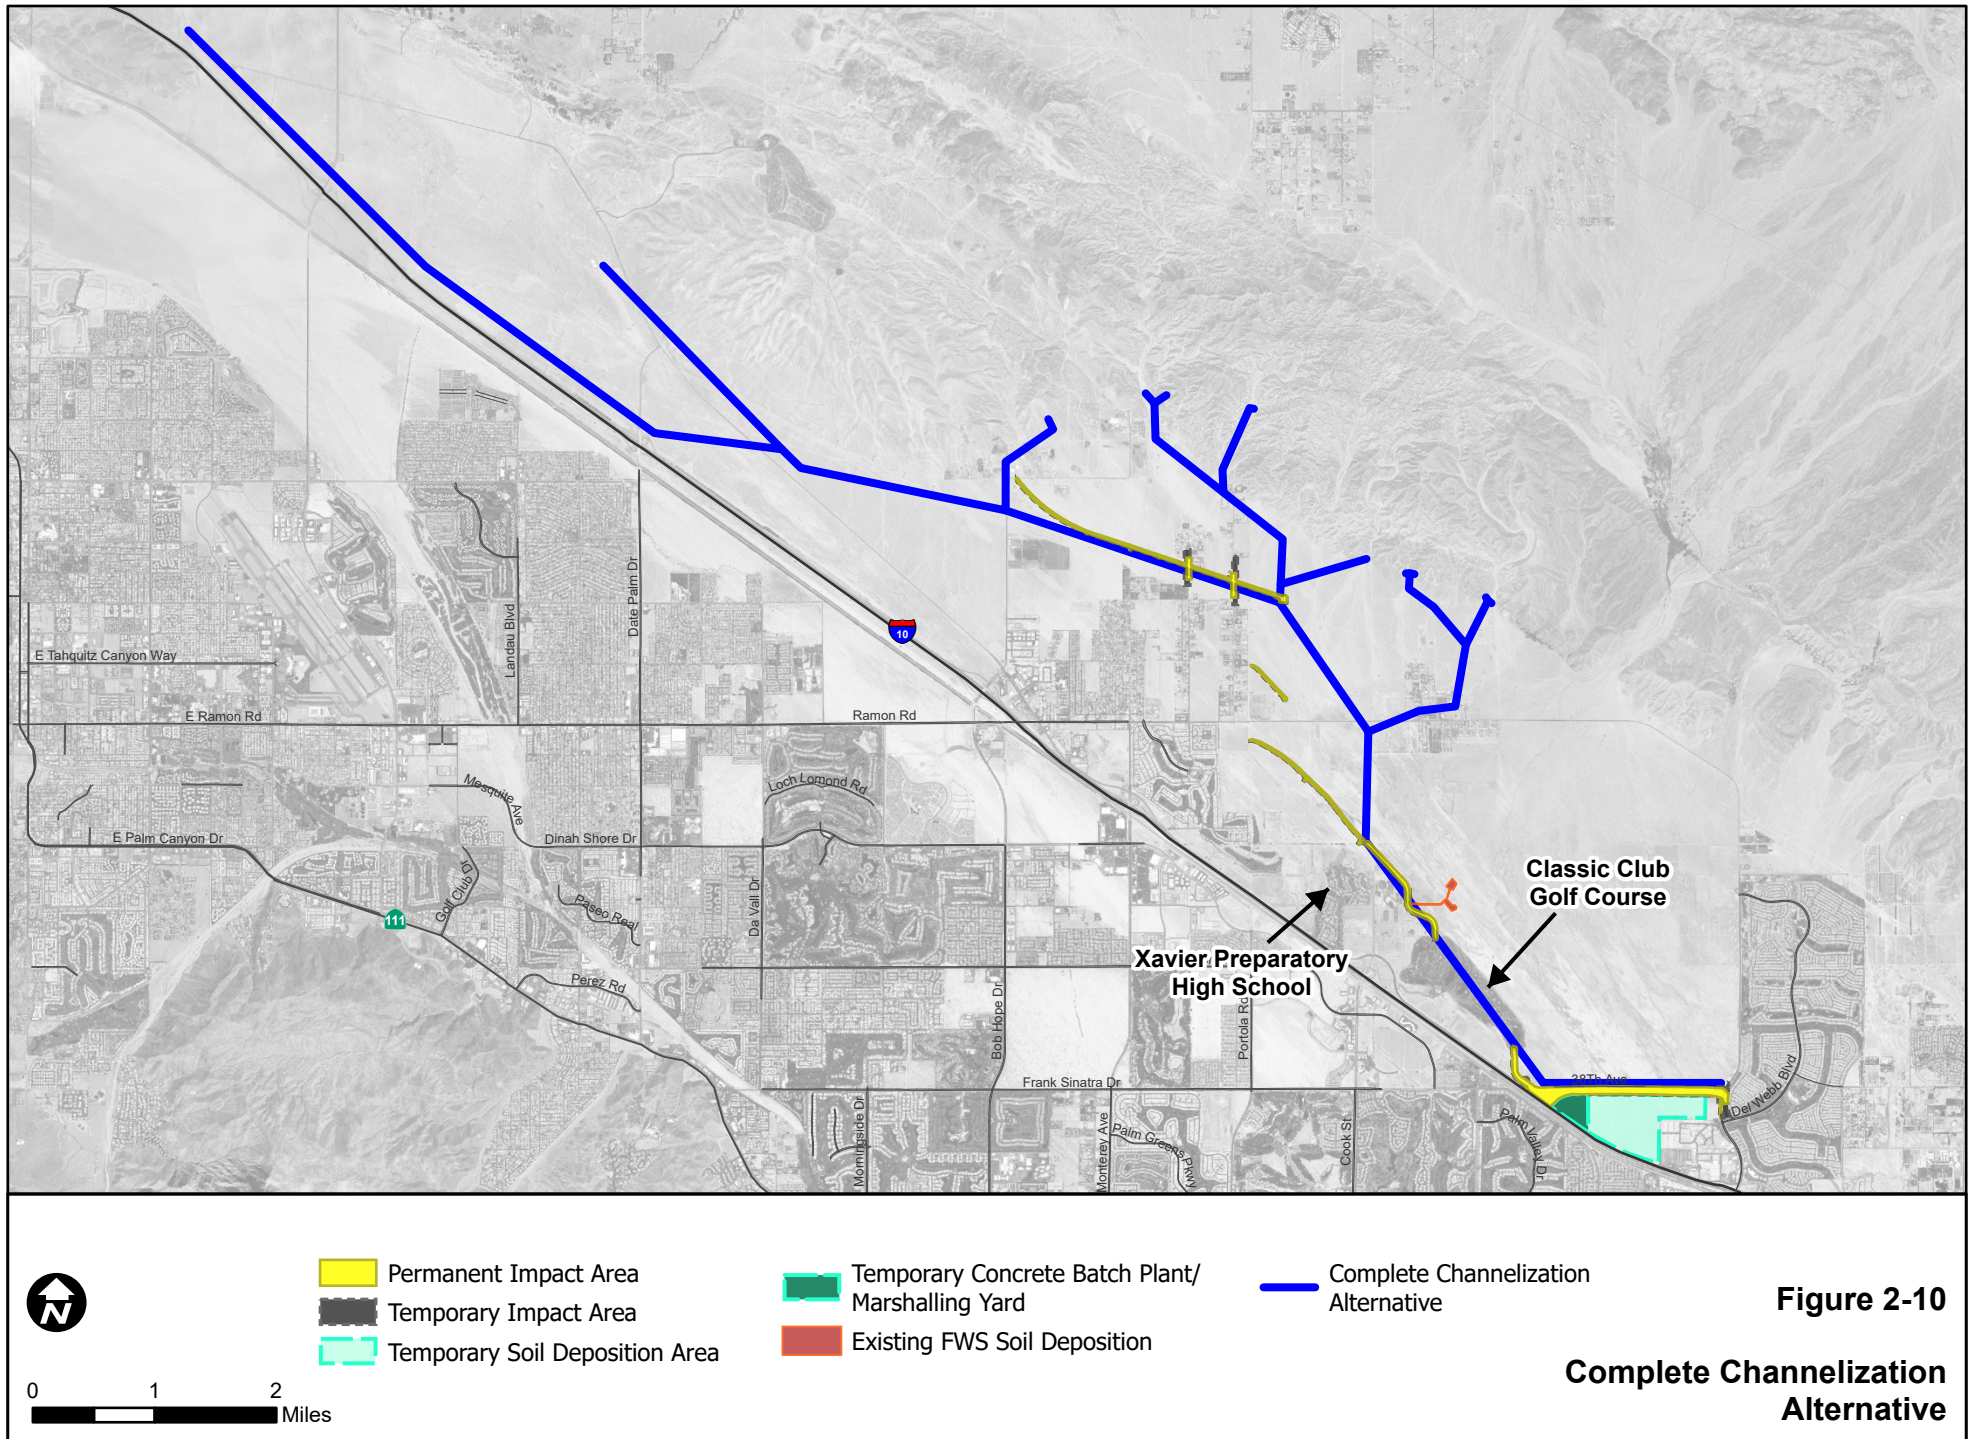 Landau Blvd
Date Palm Dr
10
E Tahquitz Canyon Way
E Ramon Rd
Ramon Rd
Mesquite Ave
Loch Lomond Rd
E Palm Canyon Dr
Dinah Shore Dr
Golf Club Dr
111
Paseo Real
Da Vall Dr
Perez Rd
Classic Club
Golf Course
Xavier Preparatory
High School
Bob Hope Dr
Portola Rd
Frank Sinatra Dr
38Th Ave
Del Webb Blvd
Morningside Dr
Monterey Ave
Palm Greens Pkwy
Cook St
Palm Valley Dr
N
0 1 2
Miles
Permanent Impact Area
Temporary Impact Area
Temporary Soil Deposition Area
Temporary Concrete Batch Plant/
Marshalling Yard
Existing FWS Soil Deposition
Complete Channelization
Alternative
Figure 2-10
Complete Channelization
Alternative